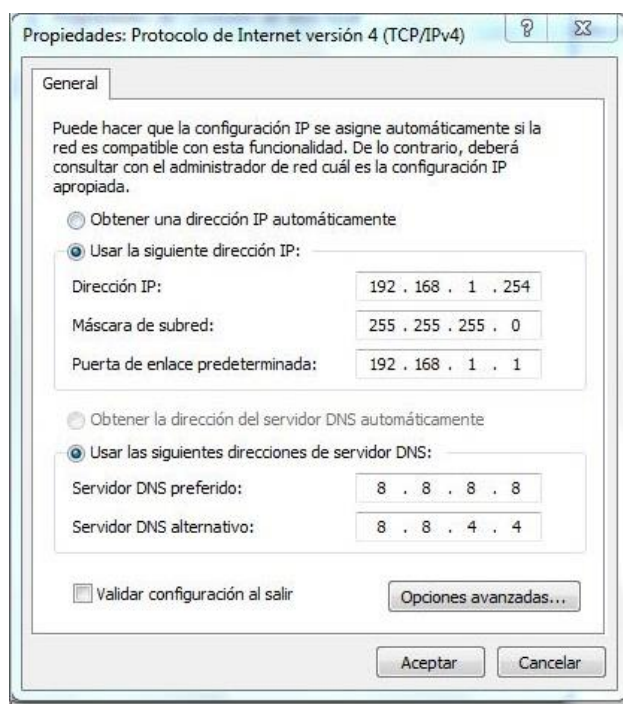 Propiedades: Protocolo de Internet versión 4 (TCP/IPv4)
General
Puede hacer que la configuración IP se asigne automáticamente si la
red es compatible con esta funcionalidad. De lo contrario, deberá
consultar con el administrador de red cuál es la configuración IP
apropiada.
Obtener una dirección IP automáticamente
Usar la siguiente dirección IP:
Dirección IP: 192 . 168 . 1 . 254
Máscara de subred: 255 . 255 . 255 . 0
Puerta de enlace predeterminada: 192 . 168 . 1 . 1
Obtener la dirección del servidor DNS automáticamente
Usar las siguientes direcciones de servidor DNS:
Servidor DNS preferido: 8 . 8 . 8 . 8
Servidor DNS alternativo: 8 . 8 . 4 . 4
Validar configuración al salir Opciones avanzadas...
Aceptar Cancelar